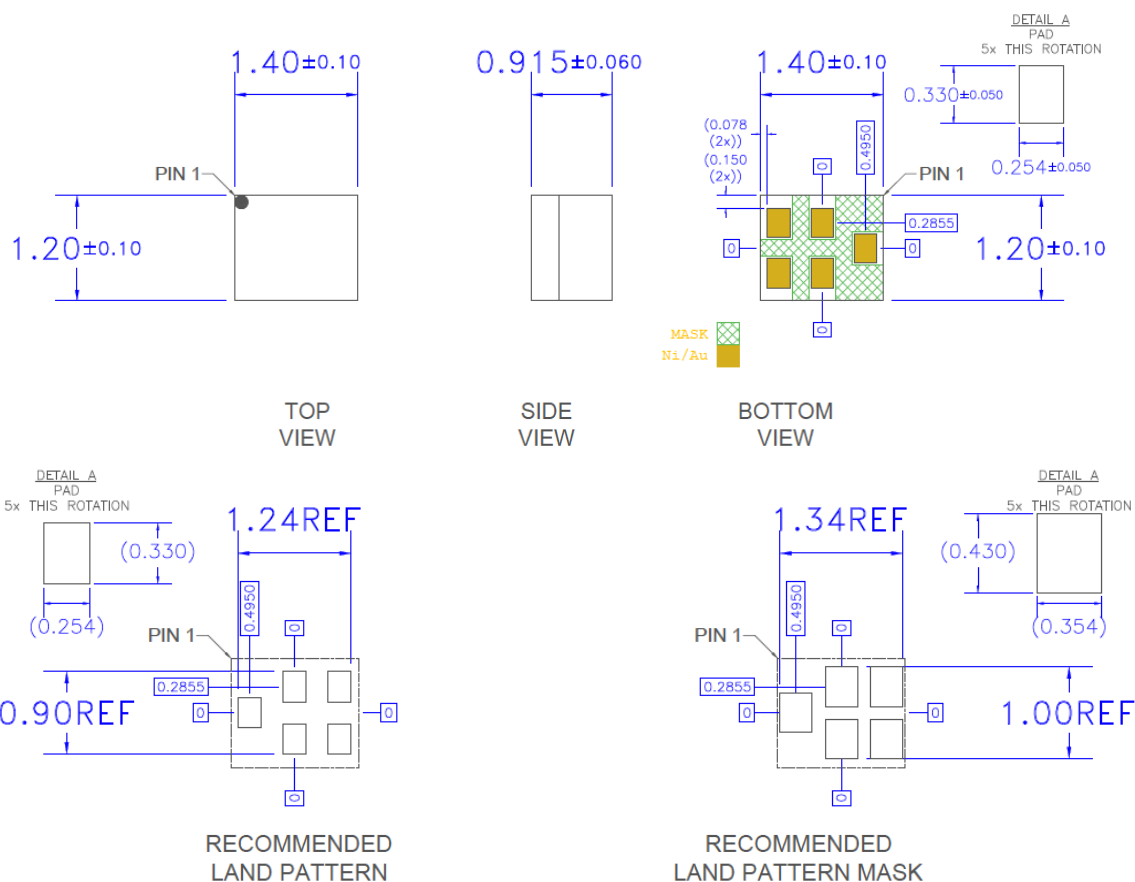 DETAIL A
PAD
5x THIS ROTATION
1.40±0.10
0.915±0.060
1.40±0.10
0.330±0.050
0.254±0.050
(0.078
(2x))
(0.150
(2x))
0.4950
0
PIN 1
PIN 1
0.2855
0
0
1.20±0.10
1.20±0.10
0
MASK
Ni/Au
TOP
VIEW
SIDE
VIEW
BOTTOM
VIEW
DETAIL A
PAD
5x THIS ROTATION
(0.330)
(0.254)
1.24REF
0.4950
0
PIN 1
0.2855
0
0
0.90REF
0
RECOMMENDED
LAND PATTERN
DETAIL A
PAD
5x THIS ROTATION
1.34REF
(0.430)
(0.354)
0.4950
0
PIN 1
0.2855
0
0
1.00REF
0
RECOMMENDED
LAND PATTERN MASK